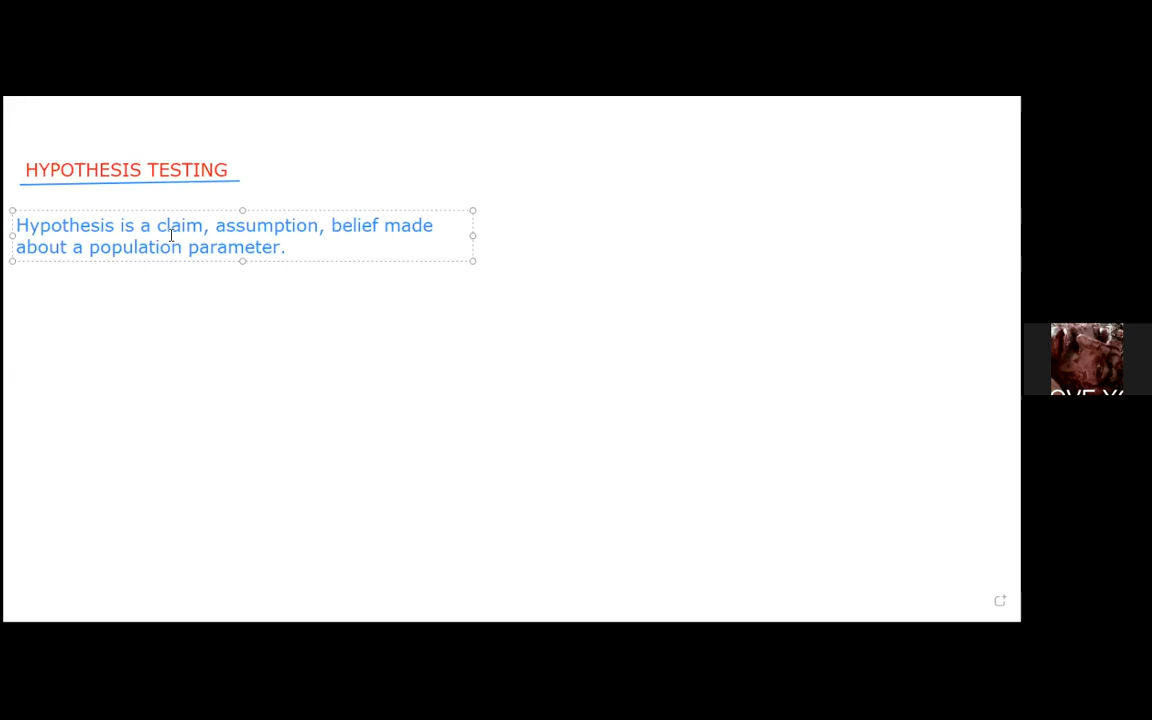 HYPOTHESIS TESTING
Hypothesis is a claim, assumption, belief made
about a population parameter.